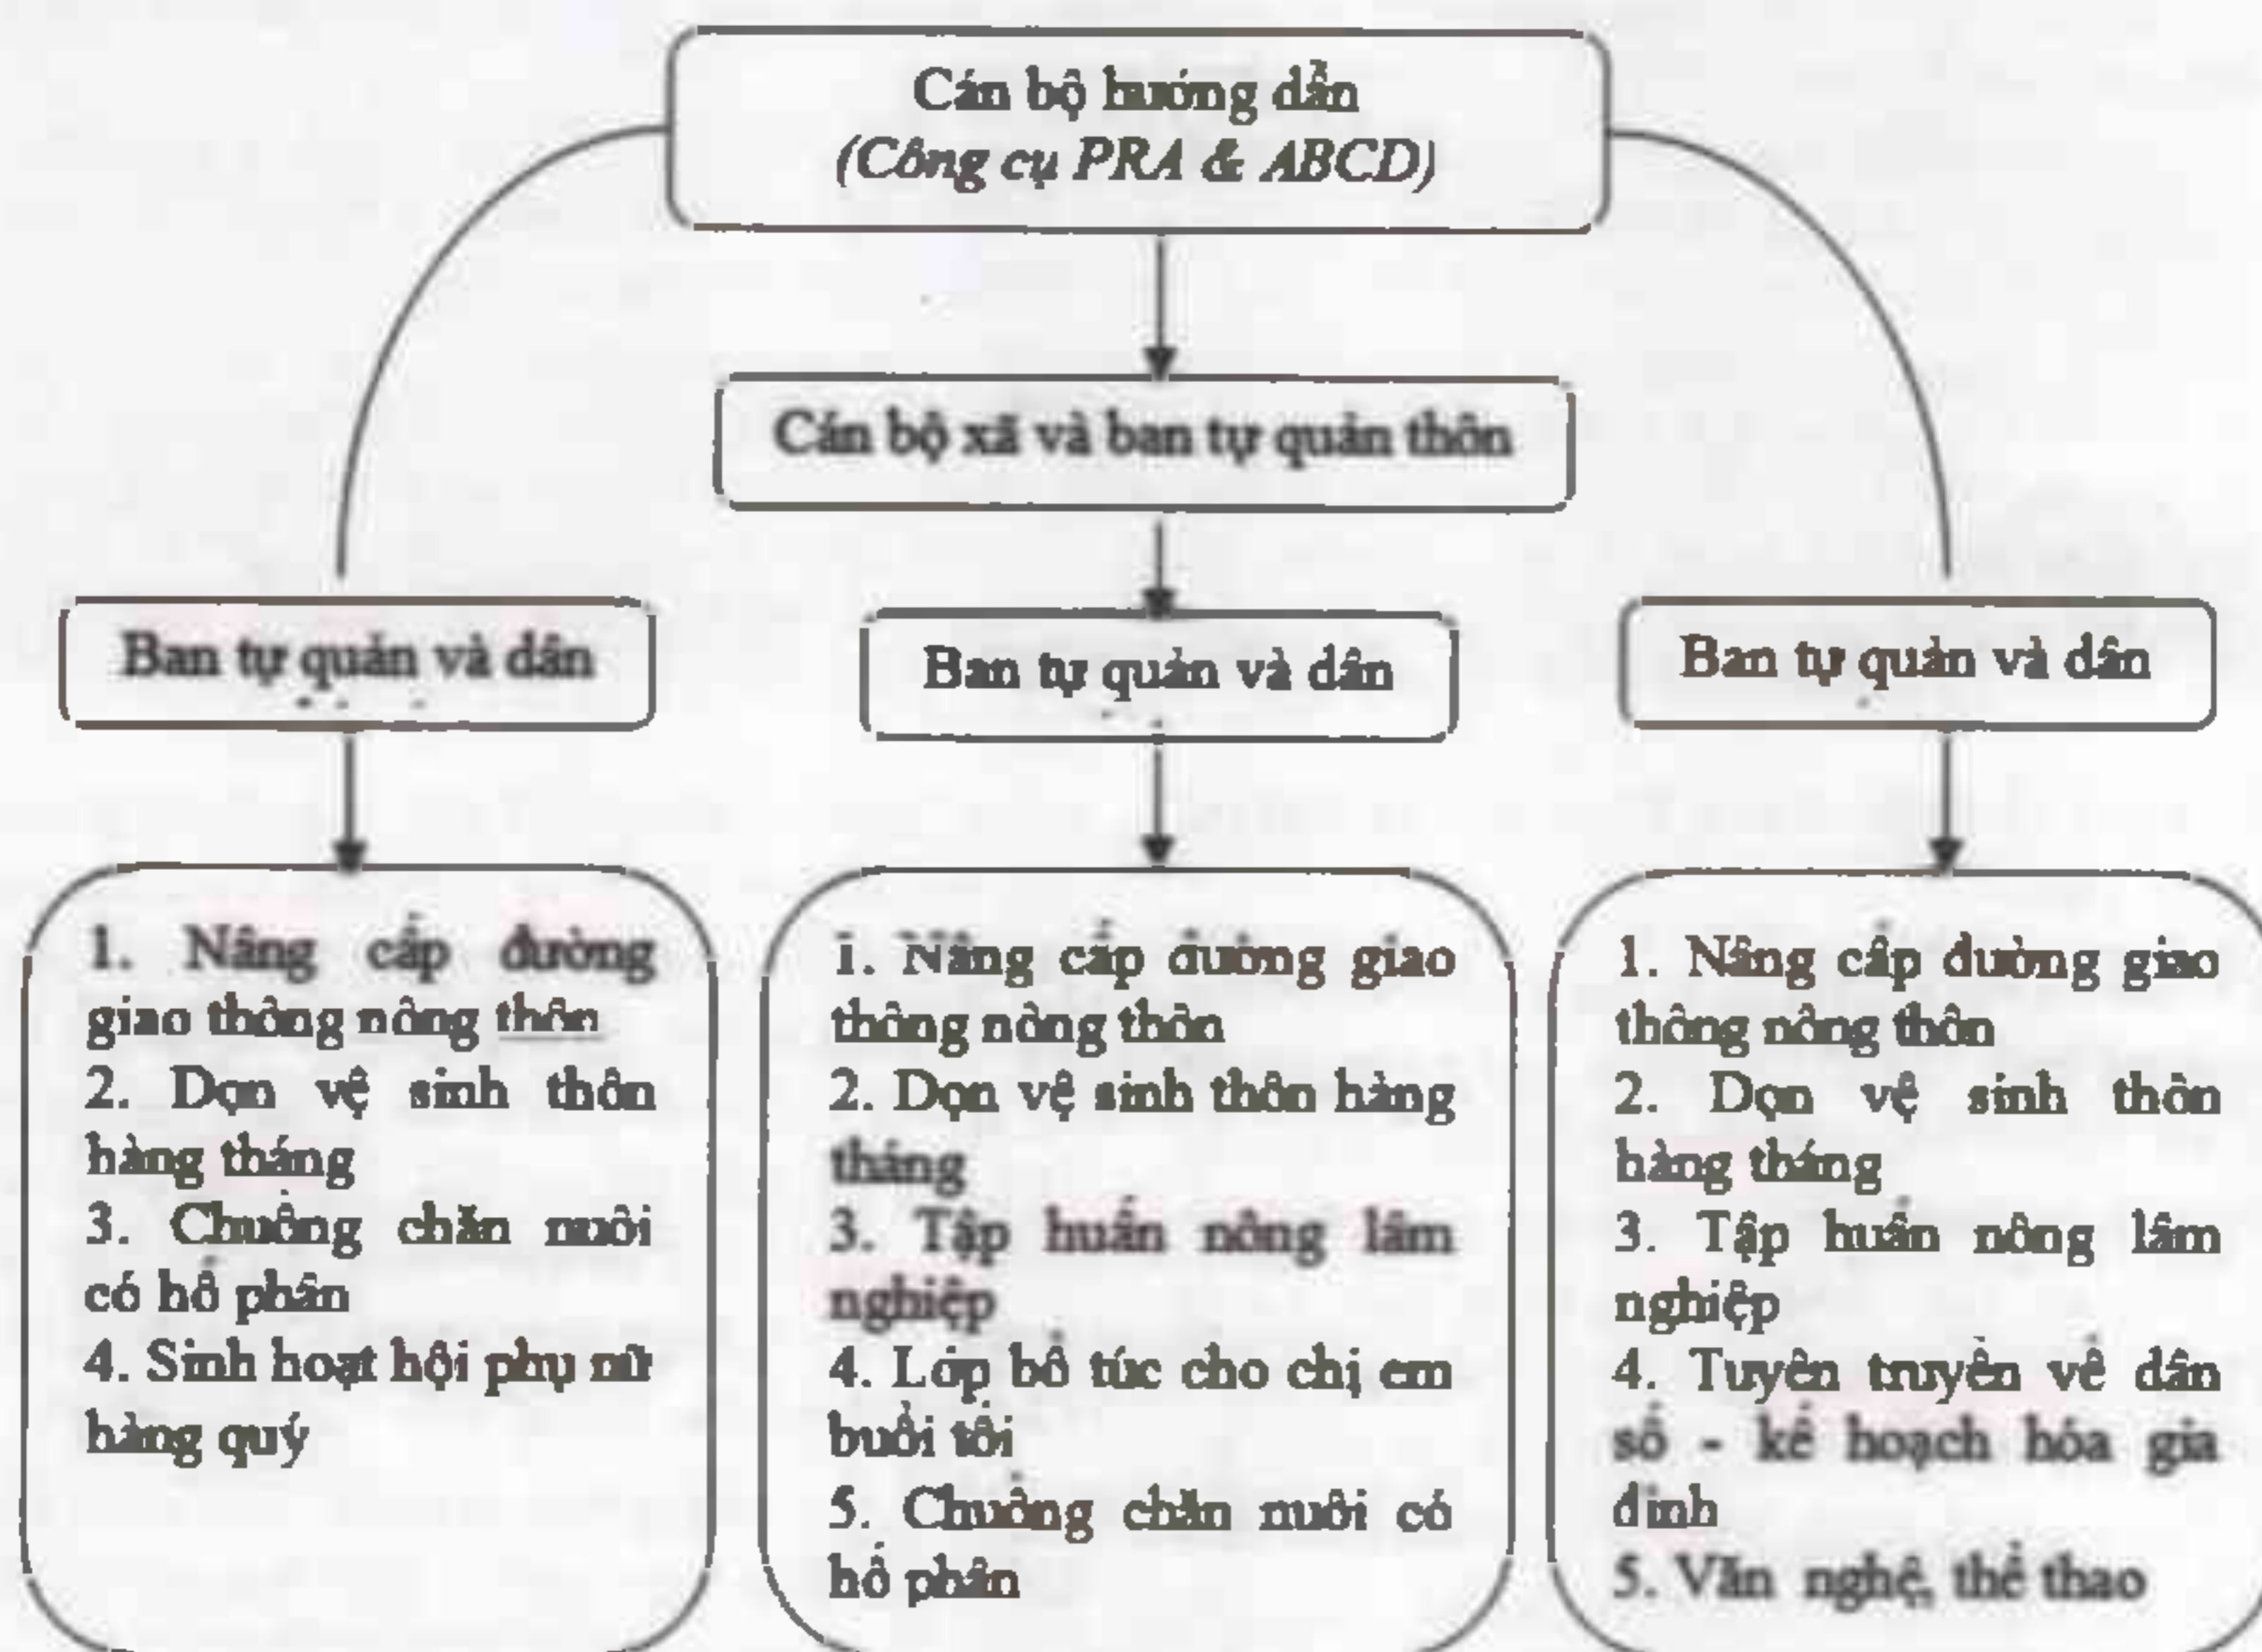 Cán bộ hướng dẫn
(Công cụ PRA & ABCD)
Cán bộ xã và ban tự quản thôn
Ban tự quản và dân
Ban tự quản và dân
Ban tự quản và dân
1. Nâng cấp đường
giao thông nông thôn
2. Dọn vệ sinh thôn
hàng tháng
3. Chuồng chăn nuôi
có hố phân
4. Sinh hoạt hội phụ nữ
hàng quý
1. Nâng cấp đường giao
thông nông thôn
2. Dọn vệ sinh thôn hàng
tháng
3. Tập huấn nông lâm
nghiệp
4. Lớp bổ túc cho chị em
buổi tối
5. Chuồng chăn nuôi có
hố phân
1. Nâng cấp đường giao
thông nông thôn
2. Dọn vệ sinh thôn
hàng tháng
3. Tập huấn nông lâm
nghiệp
4. Tuyên truyền về dân
số - kế hoạch hóa gia
đình
5. Văn nghệ, thể thao